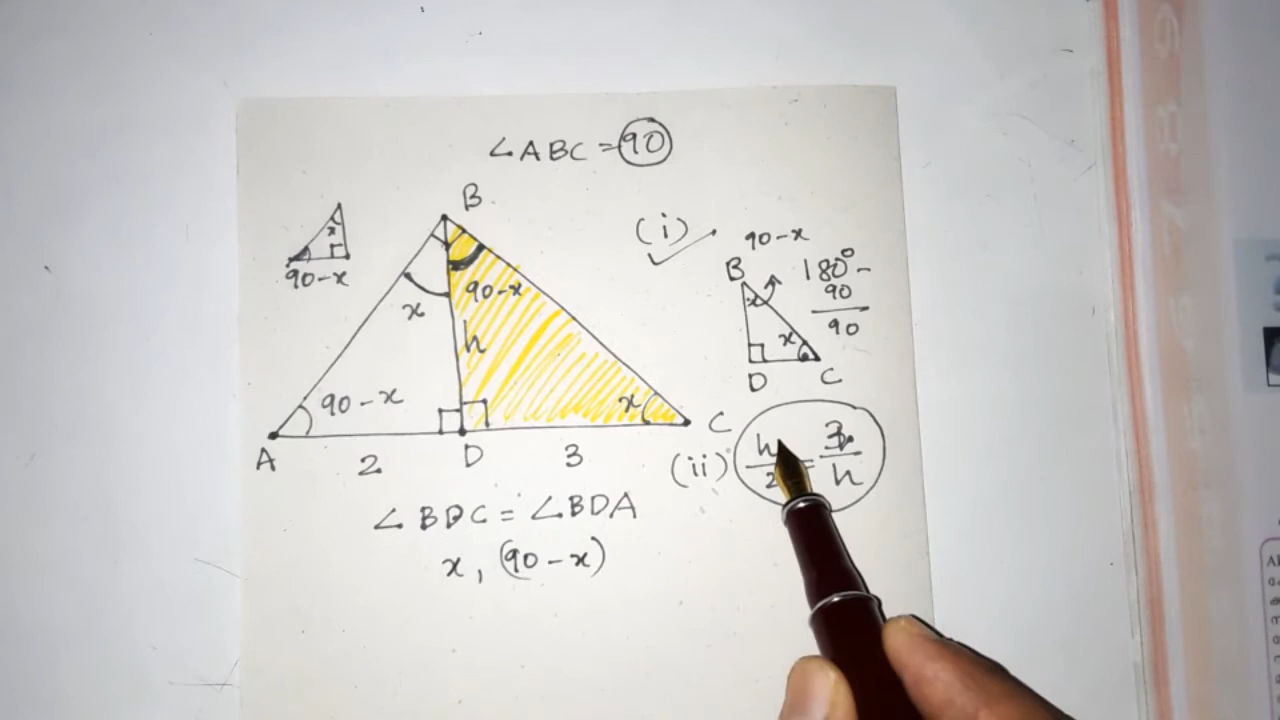 ∠ABC = 90
B
x
90-x
(i)
90-x
B
180°-
90
90
x
x
D
C
90-x
x
h
90-x
x
A
2
D
3
C
(ii)
h/2 = 3/h
∠BDC = ∠BDA
x, (90-x)